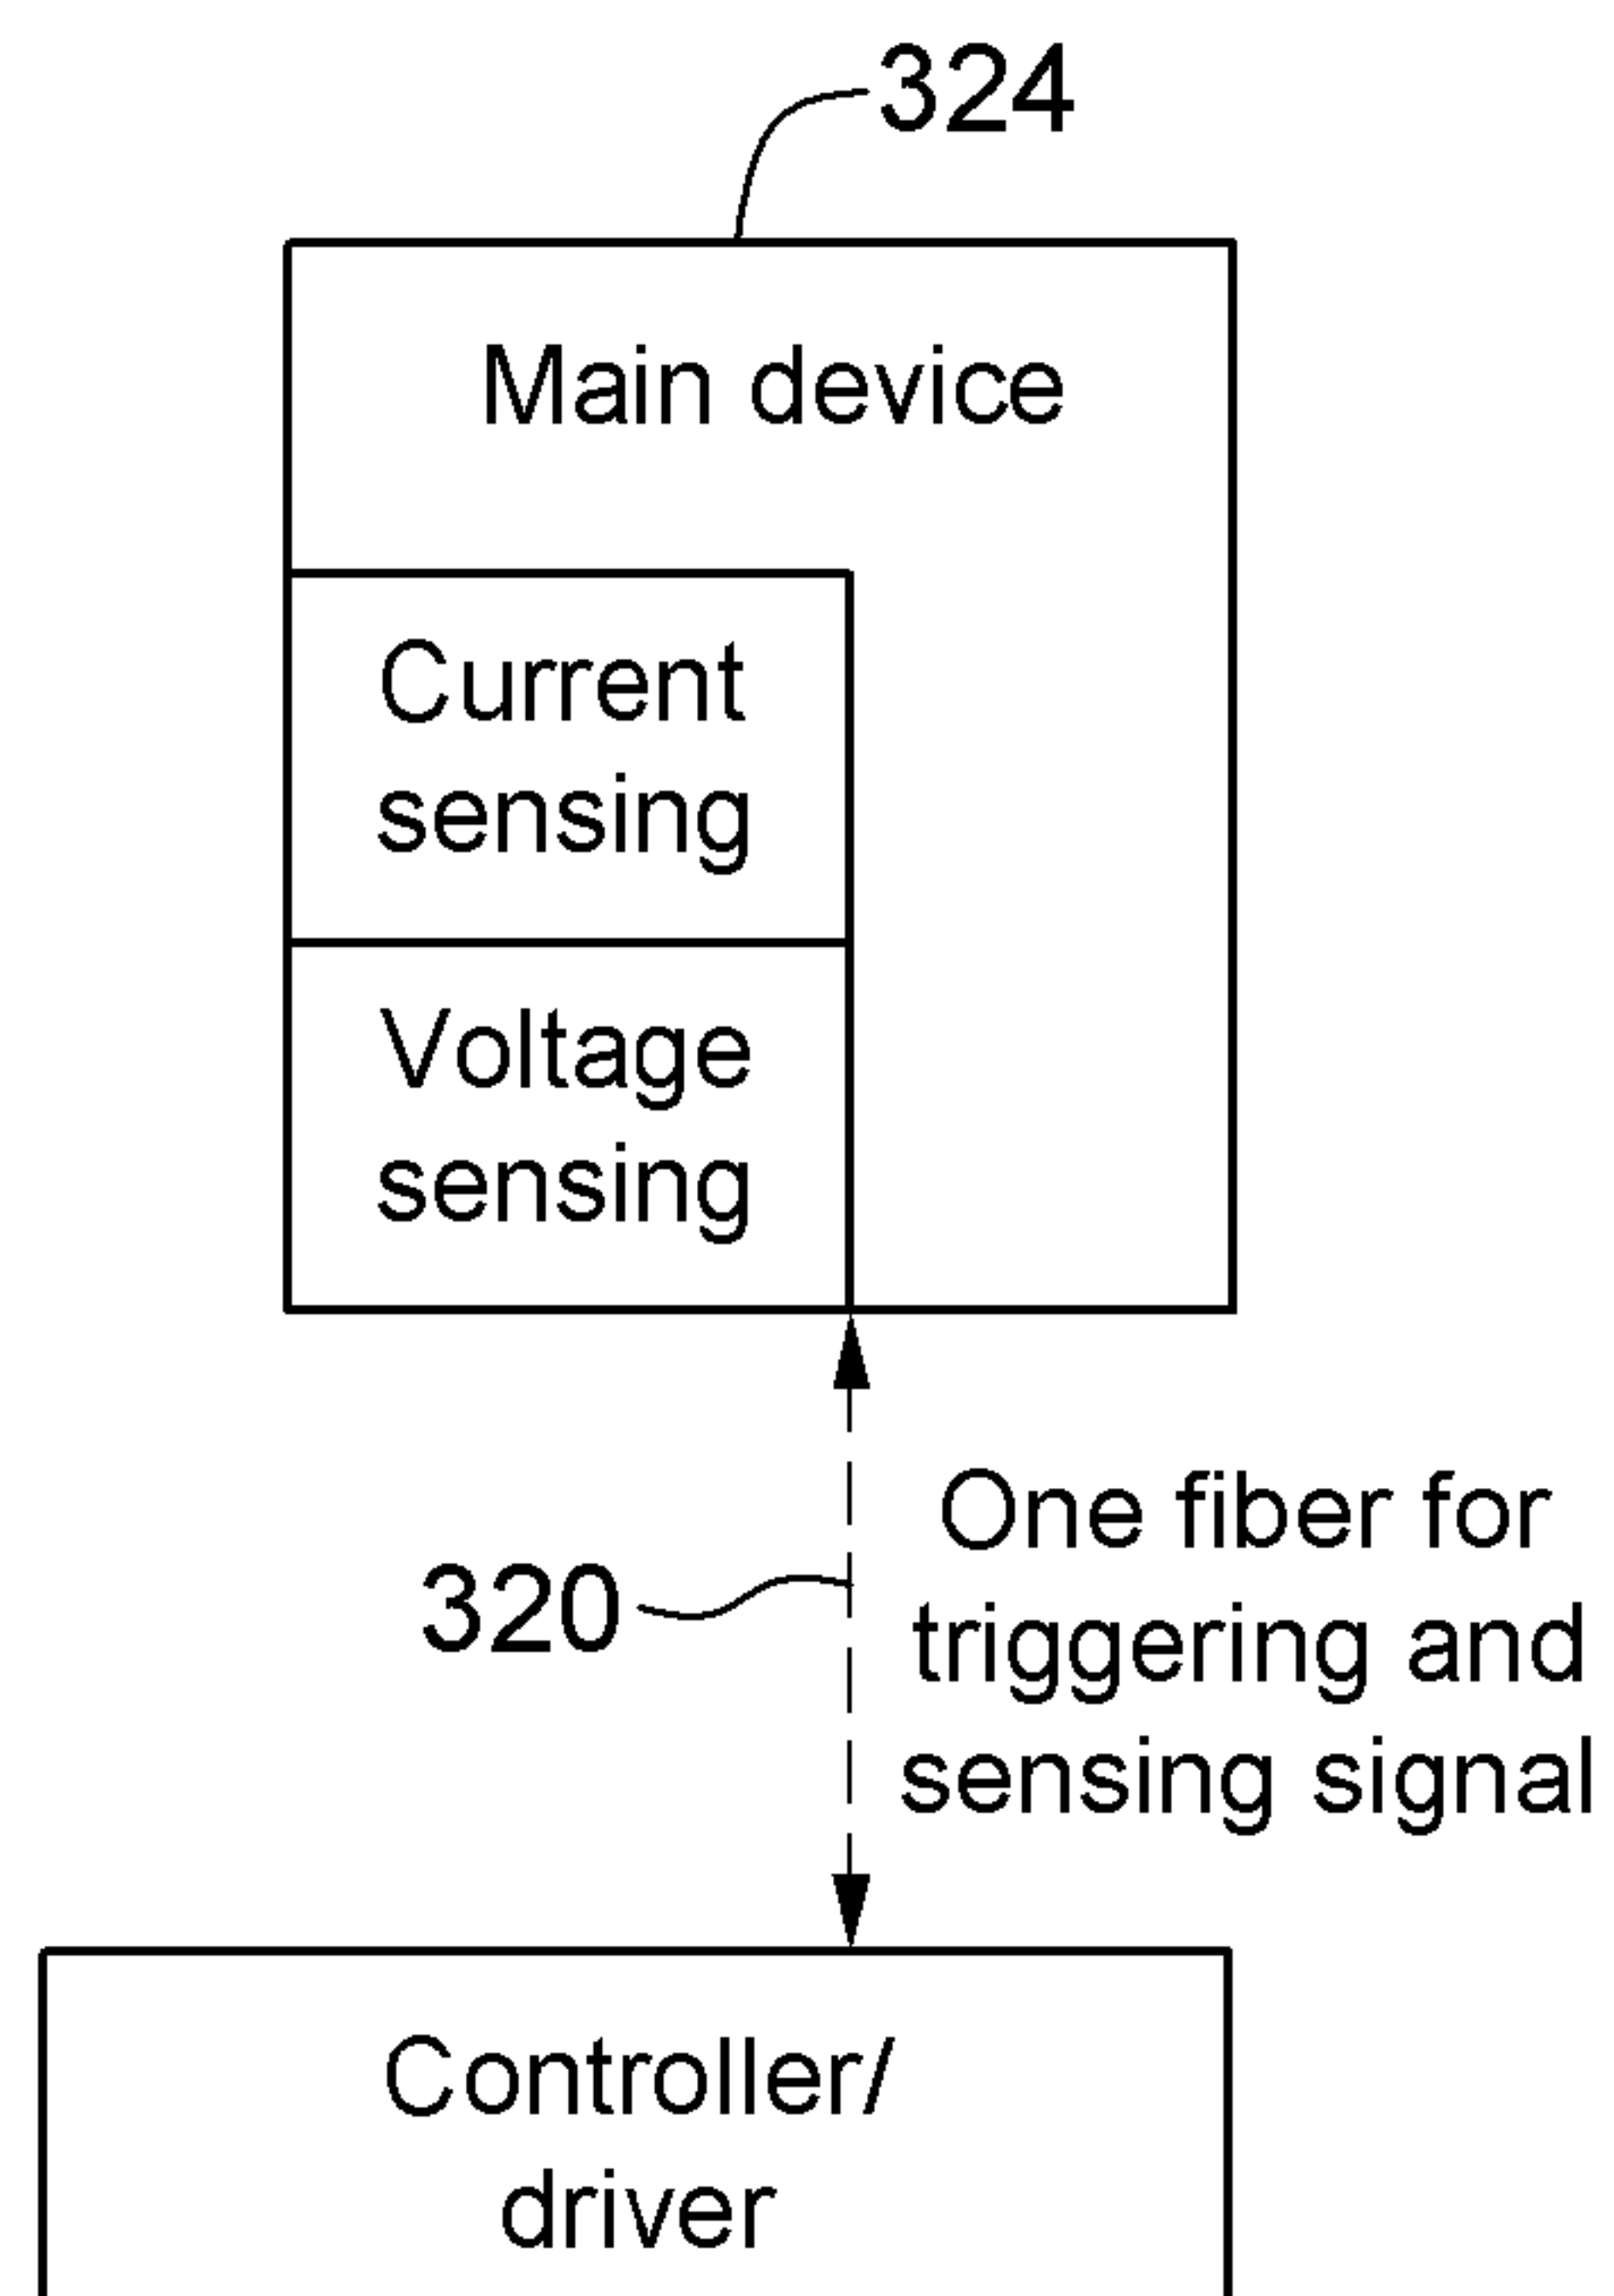 324
Main device
Current
sensing
Voltage
sensing
One fiber for
triggering and
sensing signal
320
Controller/
driver